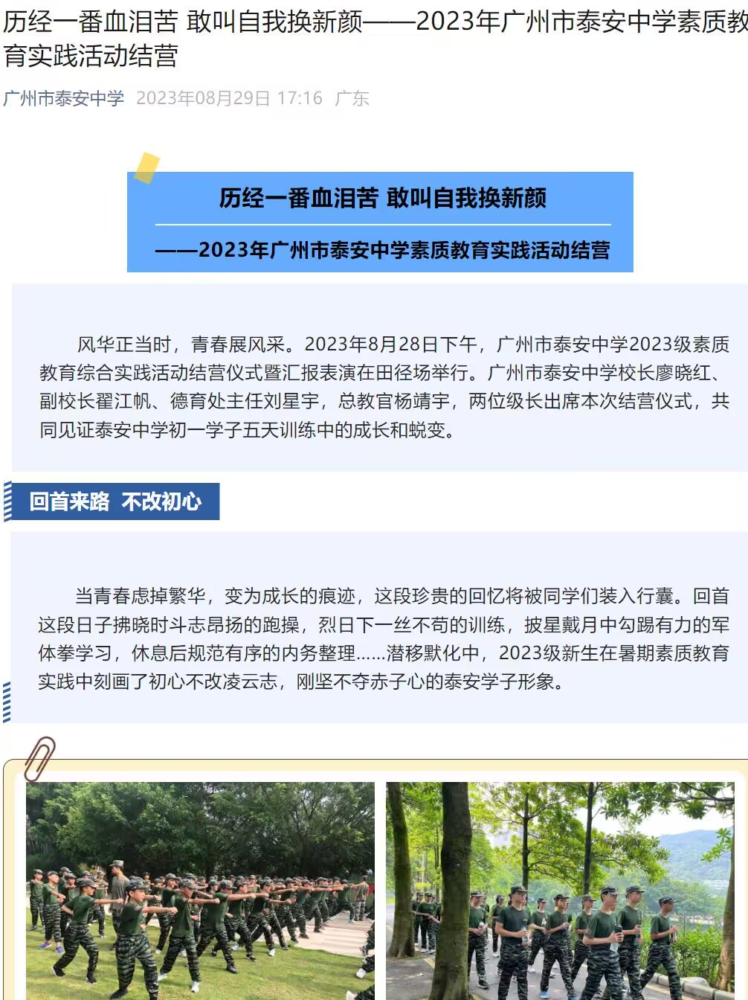 历经一番血泪苦 敢叫自我换新颜——2023年广州市泰安中学素质教
育实践活动结营
广州市泰安中学 2023年08月29日 17:16 广东
历经一番血泪苦 敢叫自我换新颜
——2023年广州市泰安中学素质教育实践活动结营
风华正当时，青春展风采。2023年8月28日下午，广州市泰安中学2023级素质
教育综合实践活动结营仪式暨汇报表演在田径场举行。广州市泰安中学校长廖晓红、
副校长翟江帆、德育处主任刘星宇，总教官杨靖宇，两位级长出席本次结营仪式，共
同见证泰安中学初一学子五天训练中的成长和蜕变。
回首来路 不改初心
当青春虑掉繁华，变为成长的痕迹，这段珍贵的回忆将被同学们装入行囊。回首
这段日子拂晓时斗志昂扬的跑操，烈日下一丝不苟的训练，披星戴月中勾踢有力的军
体拳学习，休息后规范有序的内务整理......潜移默化中，2023级新生在暑期素质教育
实践中刻画了初心不改凌云志，刚坚不夺赤子心的泰安学子形象。